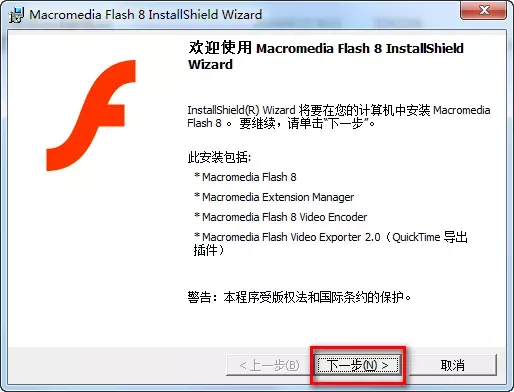 Macromedia Flash 8 InstallShield Wizard
欢迎使用 Macromedia Flash 8 InstallShield
Wizard
InstallShield(R) Wizard 将要在您的计算机中安装 Macromedia
Flash 8 。 要继续，请单击“下一步”。
此安装包括:
* Macromedia Flash 8
* Macromedia Extension Manager
* Macromedia Flash 8 Video Encoder
* Macromedia Flash Video Exporter 2.0（QuickTime 导出
插件）
警告：本程序受版权法和国际条约的保护。
< 上一步(B) 下一步(N) > 取消